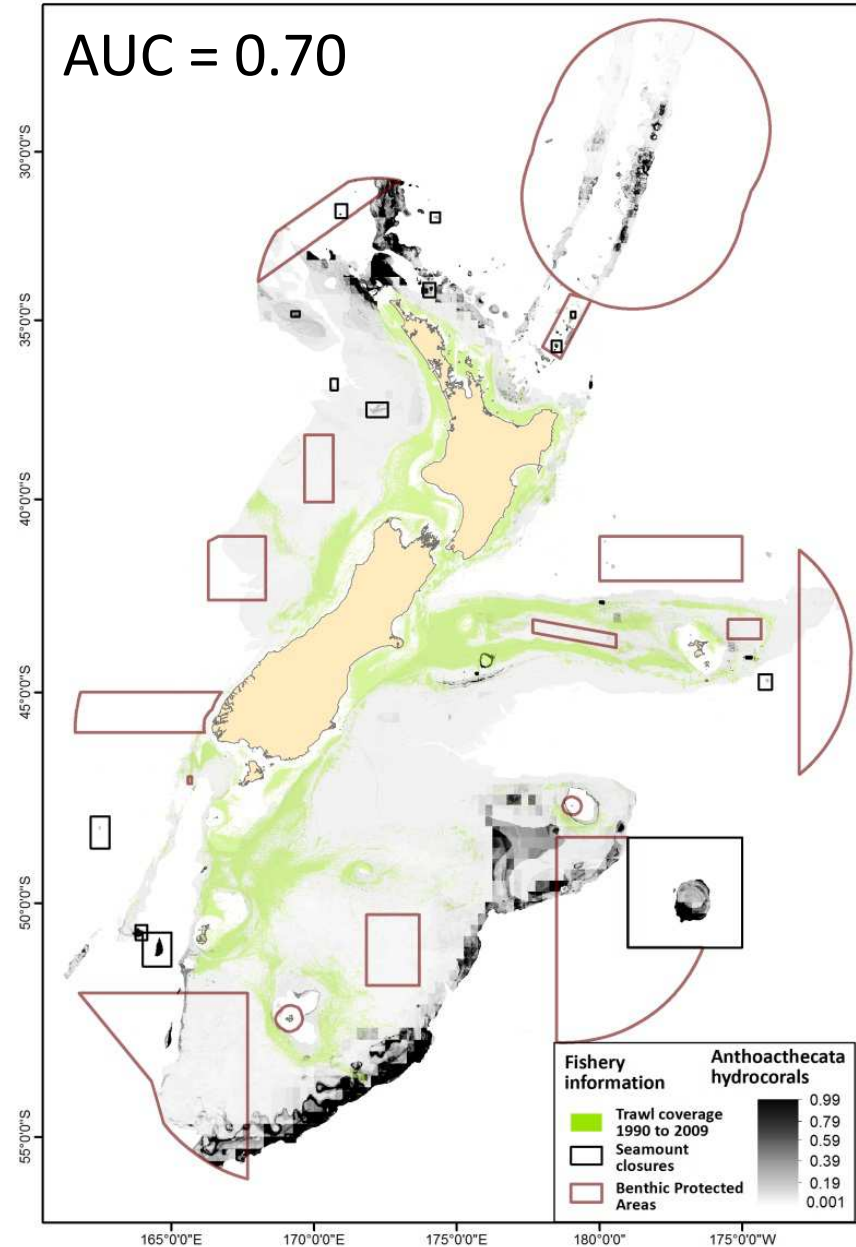 AUC = 0.70
30°0'0"S
35°0'0"S
40°0'0"S
45°0'0"S
50°0'0"S
55°0'0"S
Fishery
information
Trawl coverage
1990 to 2009
Seamount
closures
Benthic Protected
Areas
Anthoacthecata
hydrocorals
0.99
0.79
0.59
0.39
0.19
0.001
165°0'0"E
170°0'0"E
175°0'0"E
180°0'0"
175°0'0"W